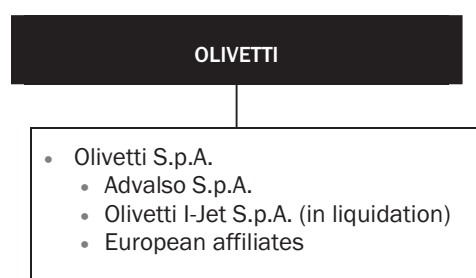 OLIVETTI
• Olivetti S.p.A.
• Advalso S.p.A.
• Olivetti I-Jet S.p.A. (in liquidation)
• European affiliates